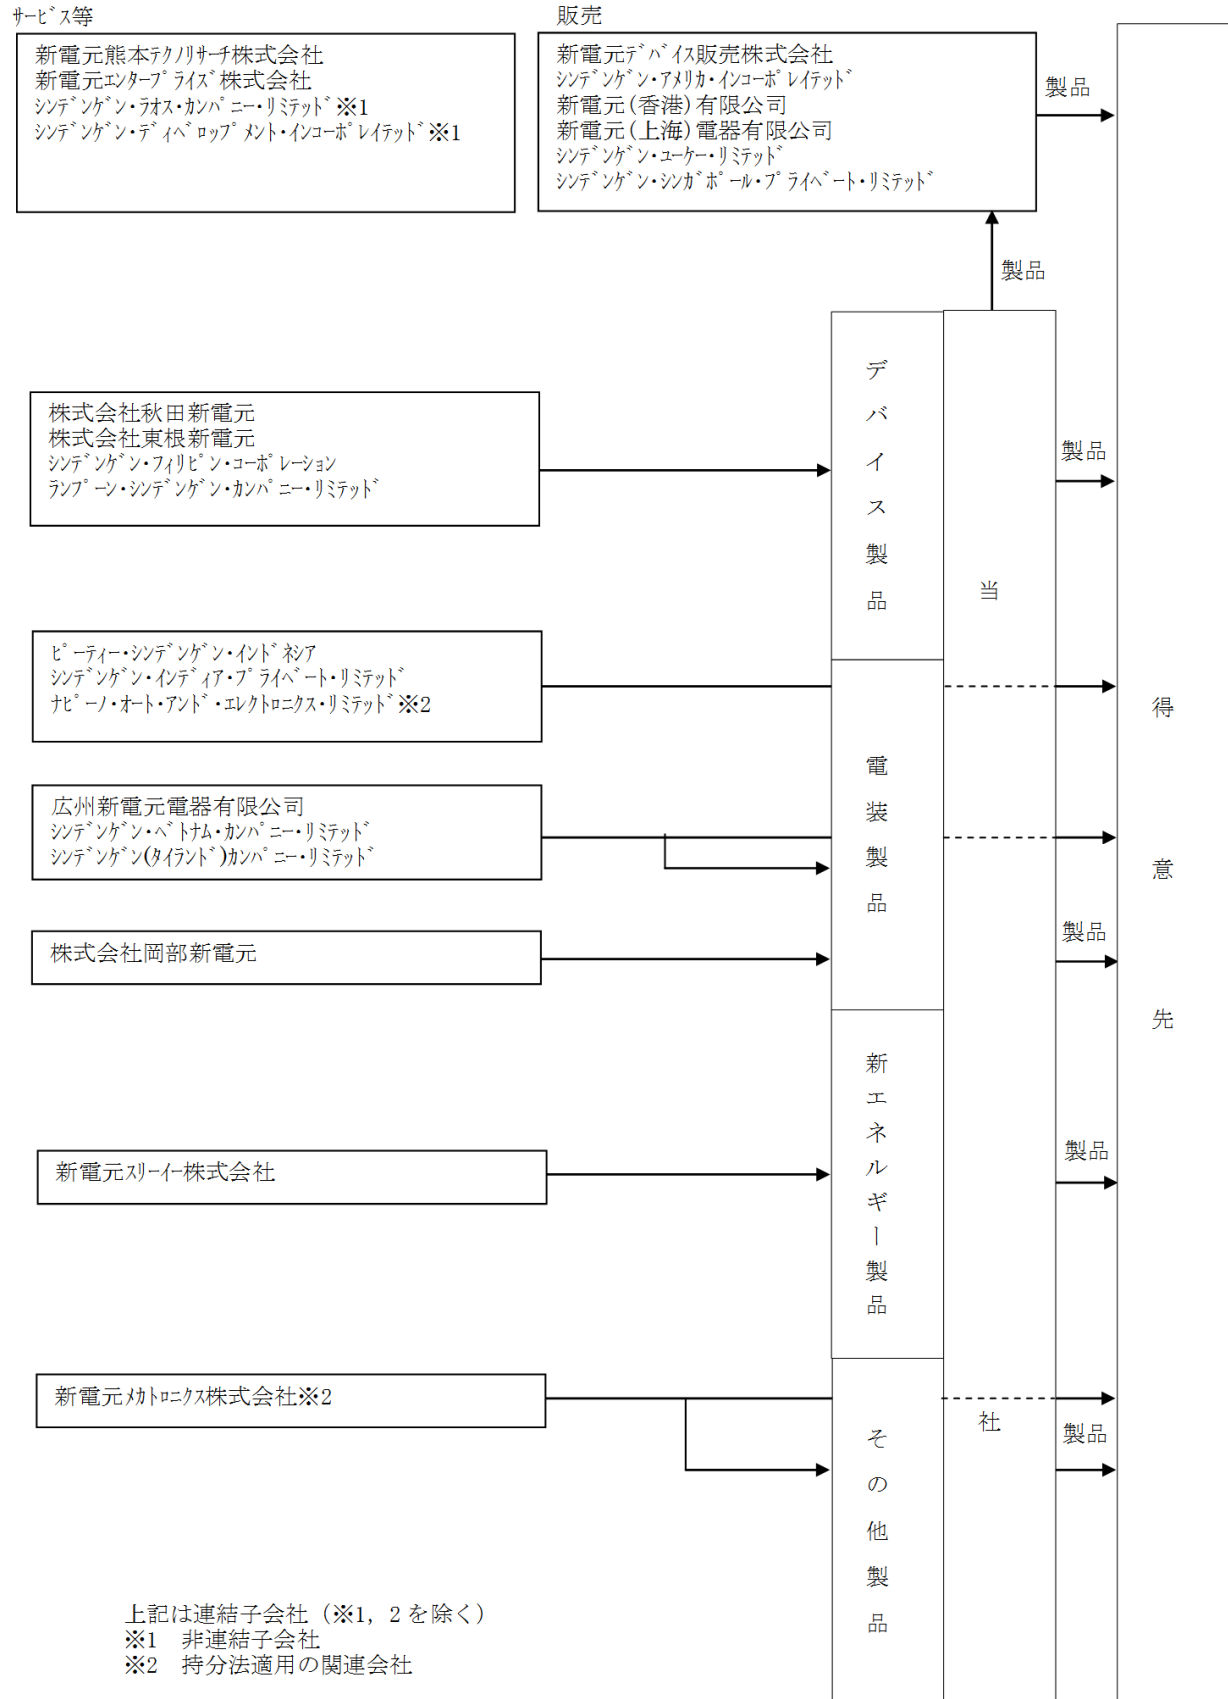 ｻｰﾋﾞｽ等
新電元熊本ﾃｸﾉﾘｻｰﾁ株式会社
新電元ｴﾝﾀｰﾌﾟﾗｲｽﾞ株式会社
ｼﾝﾃﾞﾝｹﾞﾝ･ﾗｵｽ･ｶﾝﾊﾟﾆｰ･ﾘﾐﾃｯﾄﾞ※1
ｼﾝﾃﾞﾝｹﾞﾝ･ﾃﾞｨﾍﾞﾛｯﾌﾟﾒﾝﾄ･ｲﾝｺｰﾎﾟﾚｲﾃｯﾄﾞ※1
販売
新電元ﾃﾞﾊﾞｲｽ販売株式会社
ｼﾝﾃﾞﾝｹﾞﾝ･ｱﾒﾘｶ･ｲﾝｺｰﾎﾟﾚｲﾃｯﾄﾞ
新電元(香港)有限公司
新電元(上海)電器有限公司
ｼﾝﾃﾞﾝｹﾞﾝ･ﾕｰｹｰ･ﾘﾐﾃｯﾄﾞ
ｼﾝﾃﾞﾝｹﾞﾝ･ｼﾝｶﾞﾎﾟｰﾙ･ﾌﾟﾗｲﾍﾞｰﾄ･ﾘﾐﾃｯﾄﾞ
製品
製品
株式会社秋田新電元
株式会社東根新電元
ｼﾝﾃﾞﾝｹﾞﾝ･ﾌｨﾘﾋﾟﾝ･ｺｰﾎﾟﾚｰｼｮﾝ
ﾗﾝﾌﾟｰﾝ･ｼﾝﾃﾞﾝｹﾞﾝ･ｶﾝﾊﾟﾆｰ･ﾘﾐﾃｯﾄﾞ
デバイス製品
製品
ﾋﾟｰﾃｨｰ･ｼﾝﾃﾞﾝｹﾞﾝ･ｲﾝﾄﾞﾈｼｱ
ｼﾝﾃﾞﾝｹﾞﾝ･ｲﾝﾃﾞｨｱ･ﾌﾟﾗｲﾍﾞｰﾄ･ﾘﾐﾃｯﾄﾞ
ﾅﾋﾟｰﾉ･ｵｰﾄ･ｱﾝﾄﾞ･ｴﾚｸﾄﾛﾆｸｽ･ﾘﾐﾃｯﾄﾞ※2
広州新電元電器有限公司
ｼﾝﾃﾞﾝｹﾞﾝ･ﾍﾞﾄﾅﾑ･ｶﾝﾊﾟﾆｰ･ﾘﾐﾃｯﾄﾞ
ｼﾝﾃﾞﾝｹﾞﾝ(ﾀｲﾗﾝﾄﾞ)ｶﾝﾊﾟﾆｰ･ﾘﾐﾃｯﾄﾞ
電装製品
株式会社岡部新電元
製品
新電元ｽﾘｰｲｰ株式会社
新エネルギー製品
製品
新電元ﾒｶﾄﾛﾆｸｽ株式会社※2
その他製品
製品
当社
得意先
上記は連結子会社（※1，2を除く）
※1　非連結子会社
※2　持分法適用の関連会社